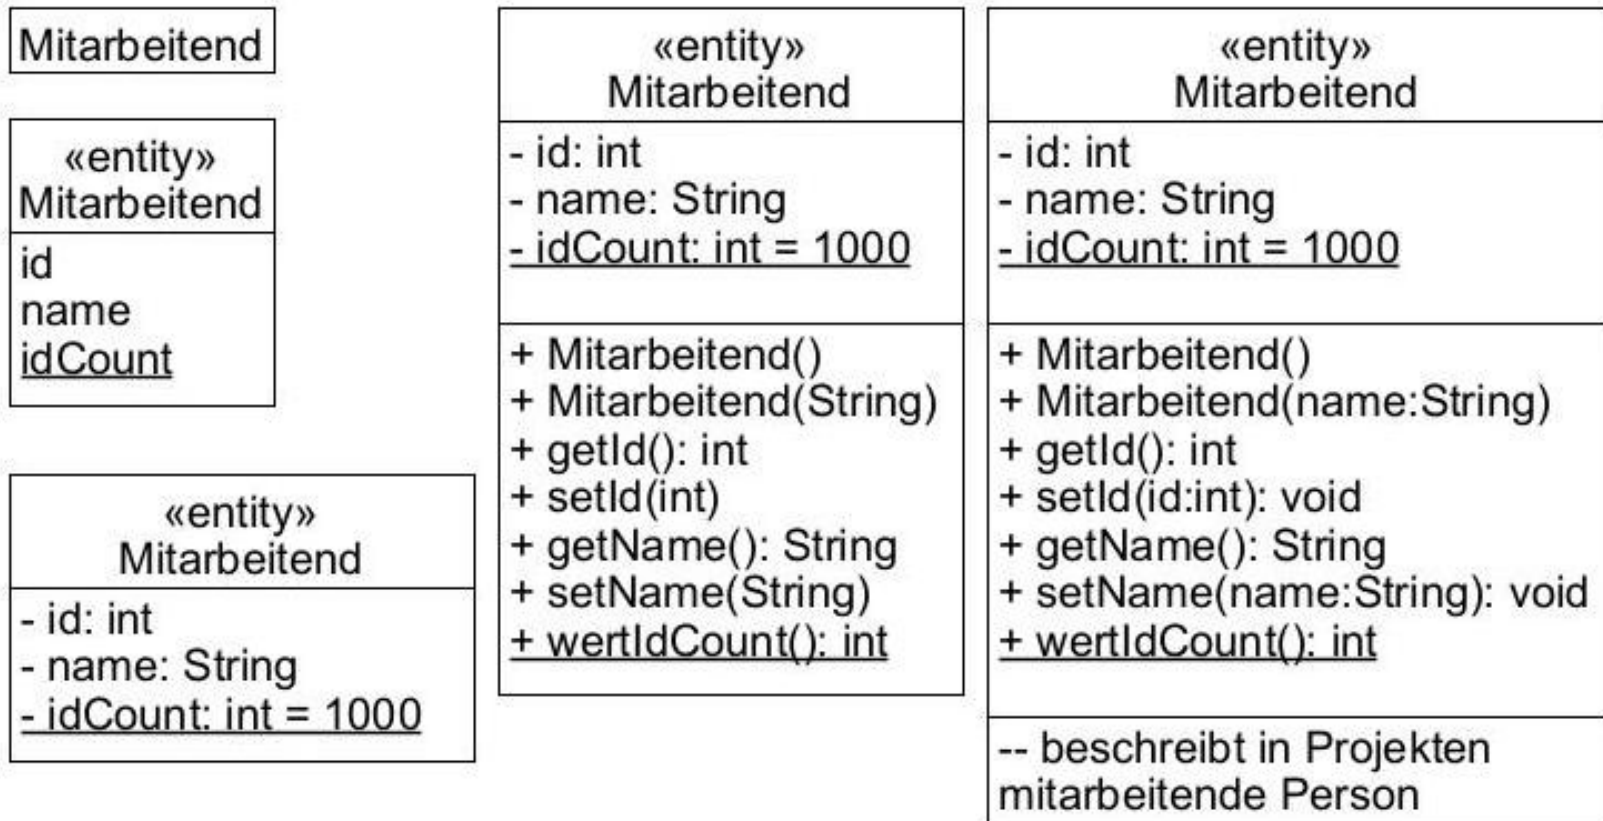 Mitarbeitend
«entity»
Mitarbeitend
id
name
idCount
«entity»
Mitarbeitend
- id: int
- name: String
- idCount: int = 1000
«entity»
Mitarbeitend
- id: int
- name: String
- idCount: int = 1000
+ Mitarbeitend()
+ Mitarbeitend(String)
+ getId(): int
+ setId(int)
+ getName(): String
+ setName(String)
+ wertIdCount(): int
«entity»
Mitarbeitend
- id: int
- name: String
- idCount: int = 1000
+ Mitarbeitend()
+ Mitarbeitend(name:String)
+ getId(): int
+ setId(id:int): void
+ getName(): String
+ setName(name:String): void
+ wertIdCount(): int
-- beschreibt in Projekten
mitarbeitende Person